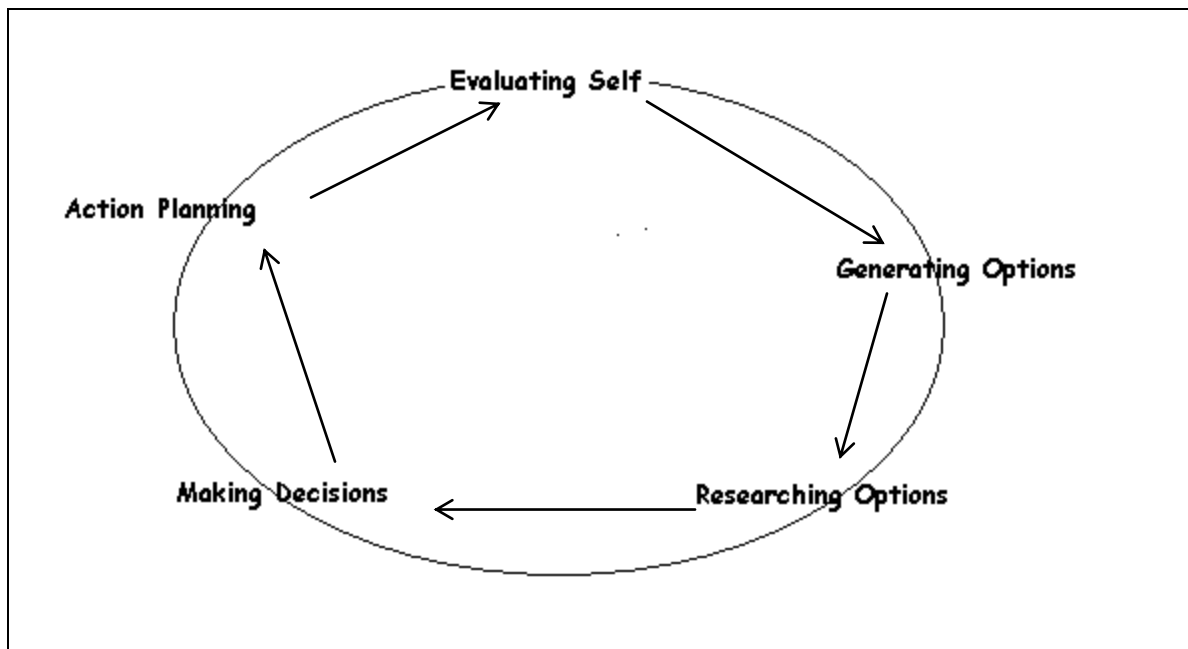 Evaluating Self
Action Planning
Generating Options
Making Decisions
Researching Options